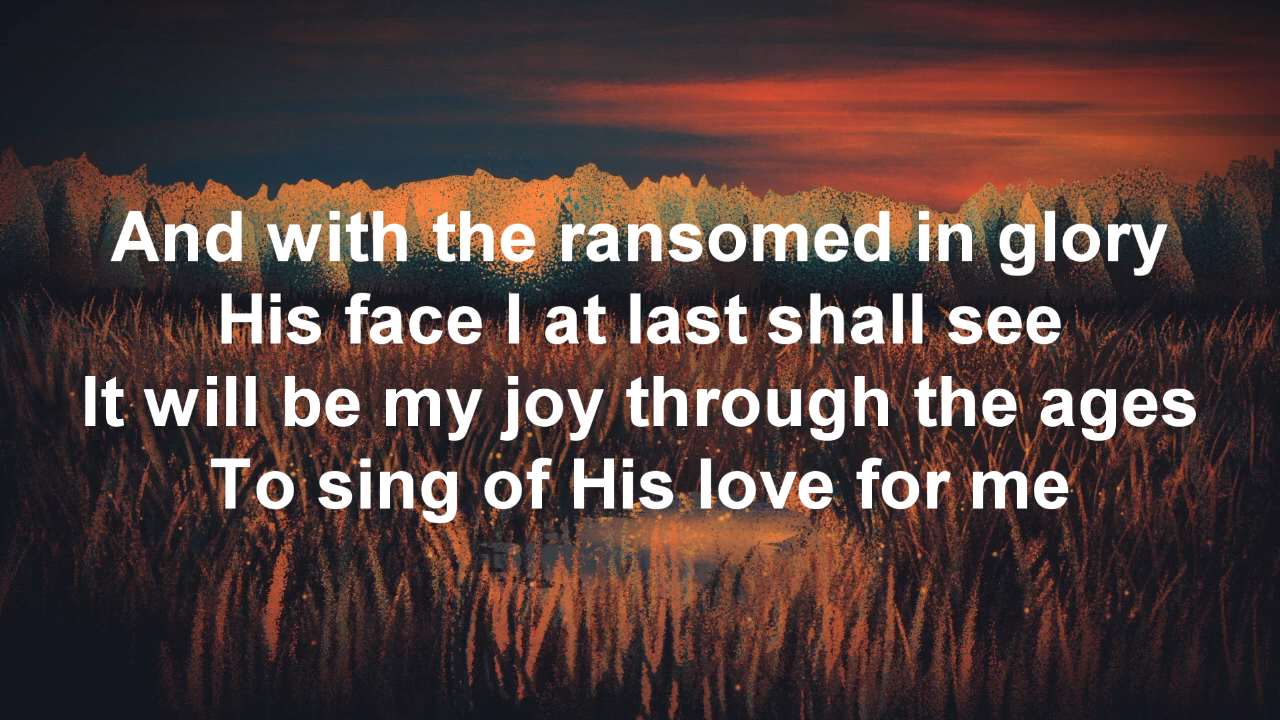 And with the ransomed in glory
His face I at last shall see
It will be my joy through the ages
To sing of His love for me